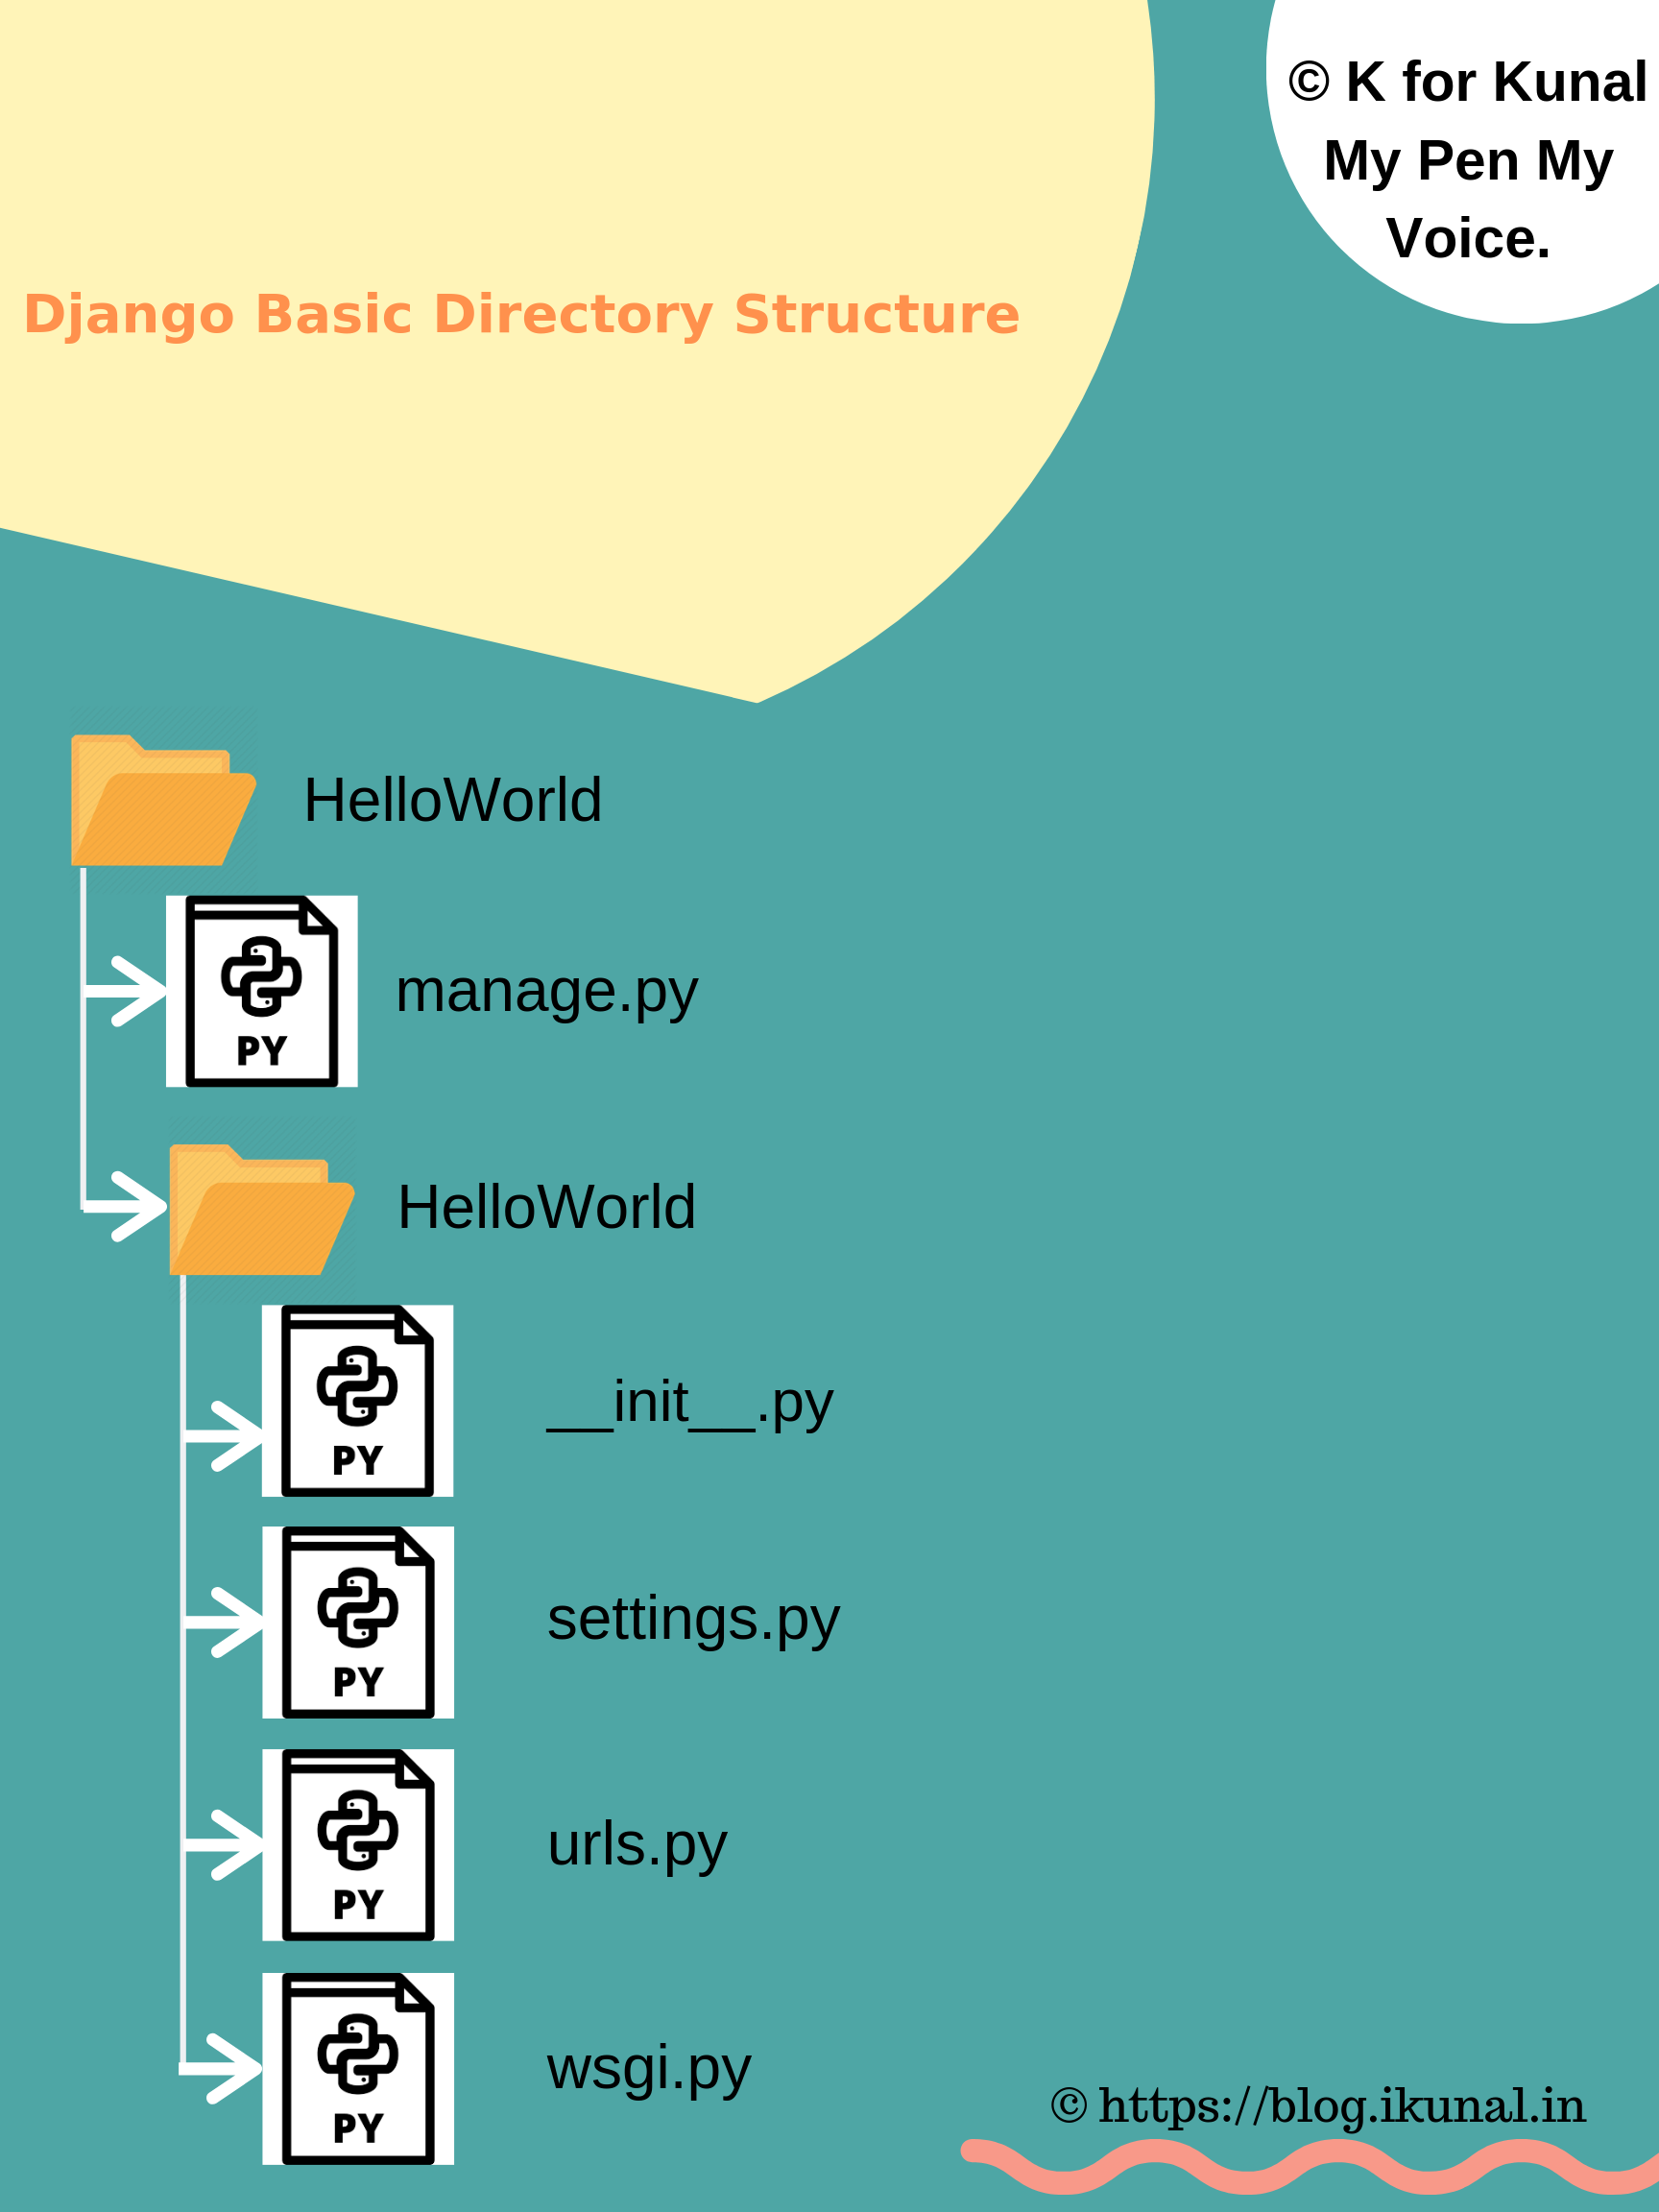 © K for Kunal
My Pen My
Voice.
Django Basic Directory Structure
HelloWorld
manage.py
PY
HelloWorld
__init__.py
PY
settings.py
PY
urls.py
PY
wsgi.py
PY
© https://blog.ikunal.in